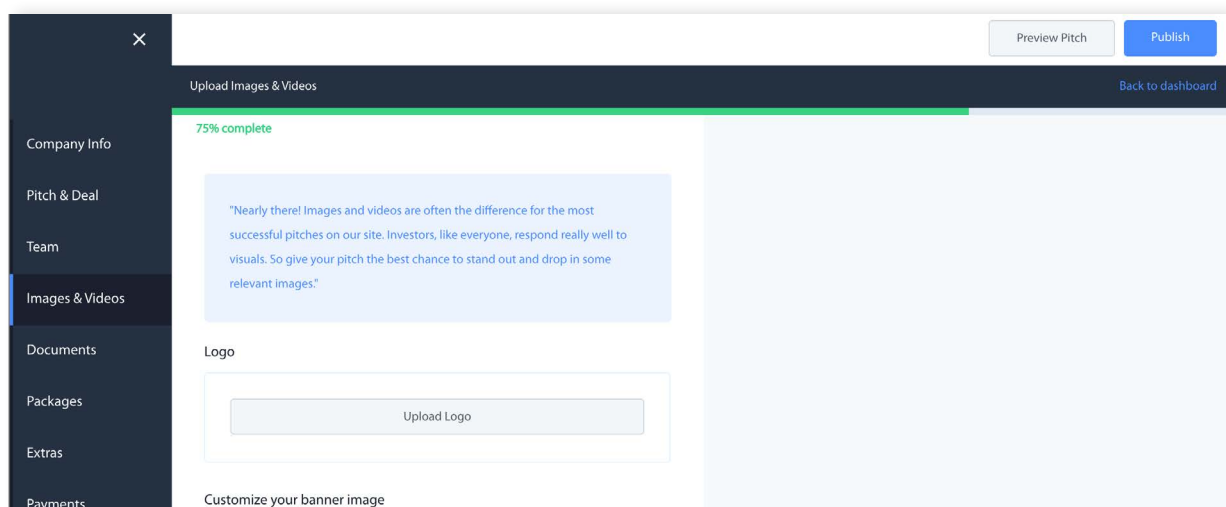 Preview Pitch
Publish
Upload Images & Videos
Back to dashboard
75% complete
Company Info
Pitch & Deal
Team
Images & Videos
Documents
Packages
Extras
Payments
"Nearly there! Images and videos are often the difference for the most
successful pitches on our site. Investors, like everyone, respond really well to
visuals. So give your pitch the best chance to stand out and drop in some
relevant images."
Logo
Upload Logo
Customize your banner image